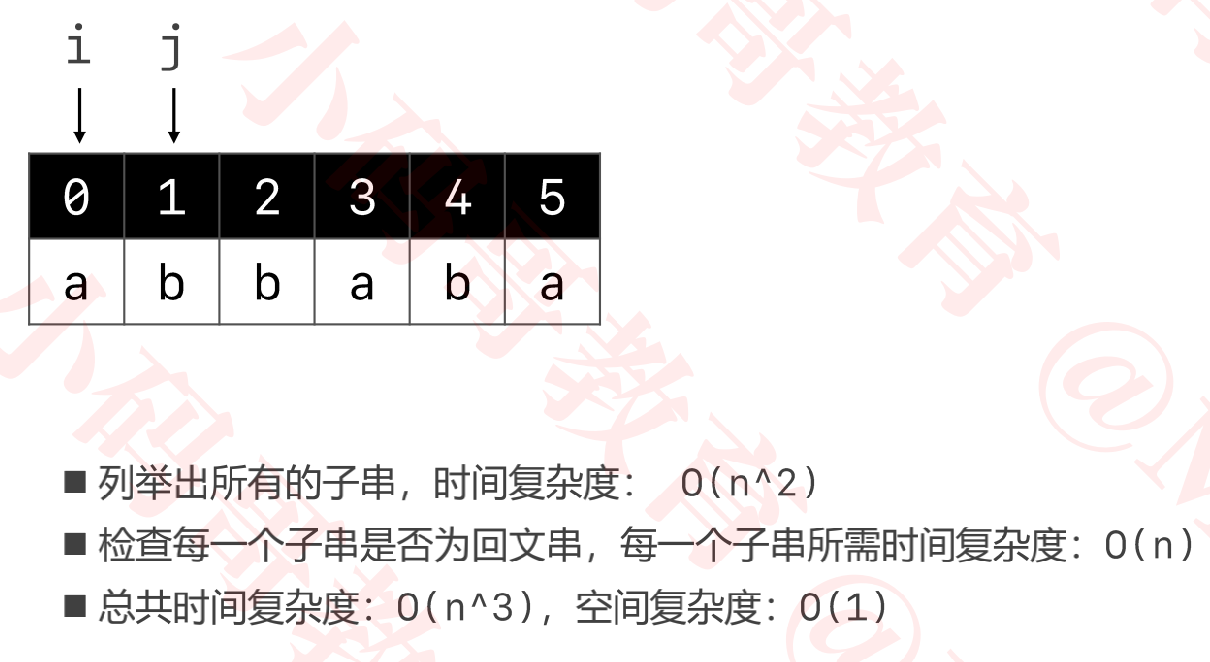 i j
0 1 2 3 4 5
a b b a b a
■ 列举出所有的子串，时间复杂度： O(n^2)
■ 检查每一个子串是否为回文串，每一个子串所需时间复杂度：O(n)
■ 总共时间复杂度：O(n^3)，空间复杂度：O(1)
小码哥教育 @M
小码哥教
哥教育